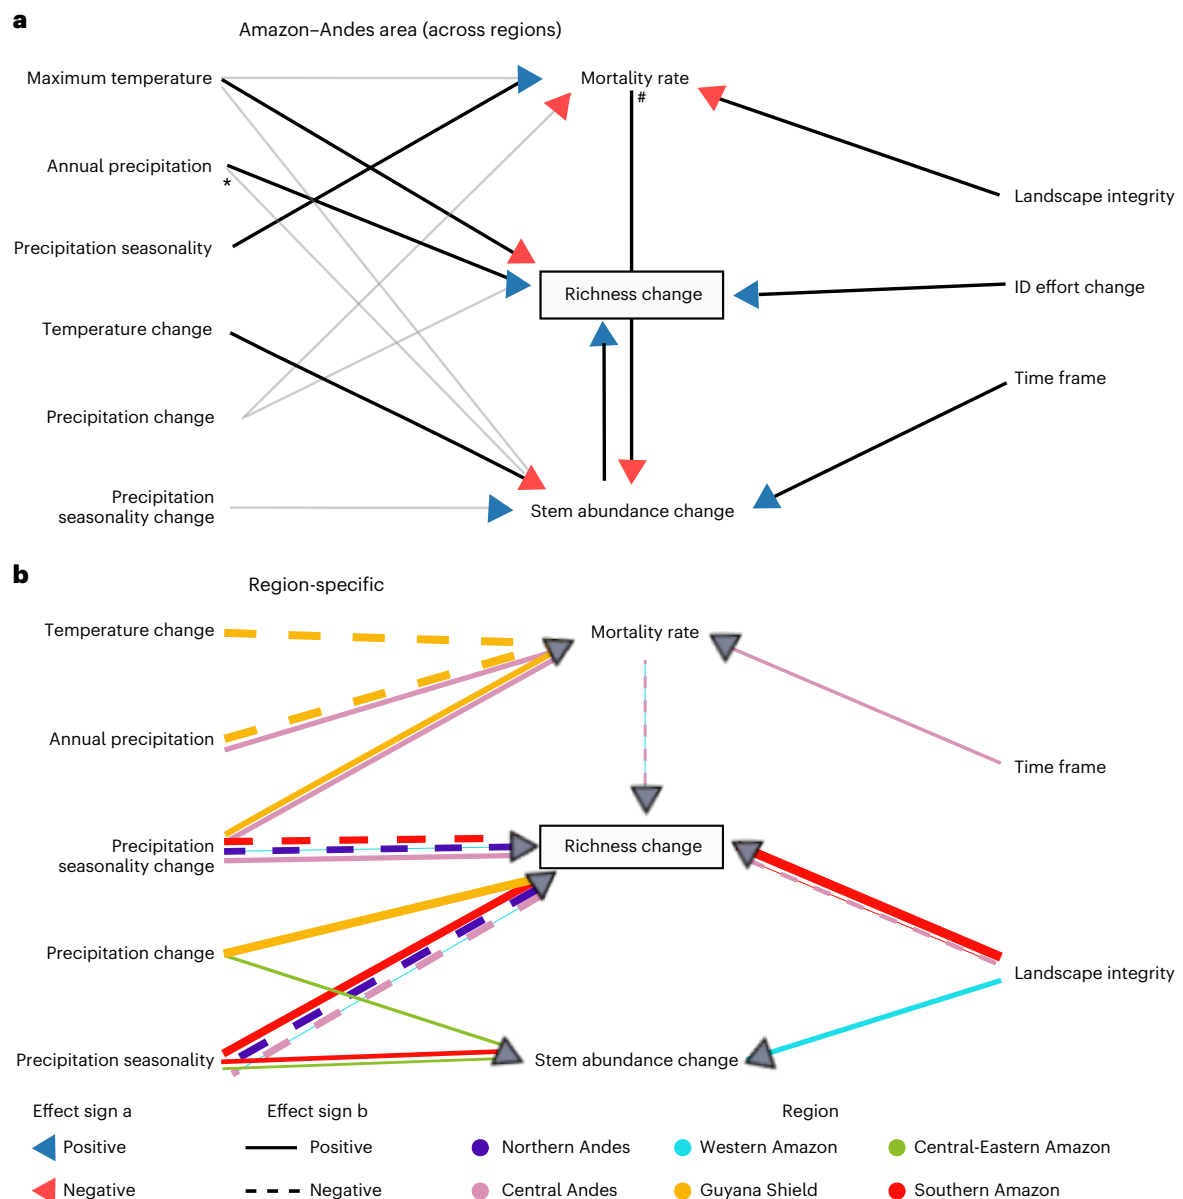 a
Amazon–Andes area (across regions)
Maximum temperature
Mortality rate
#
Annual precipitation
*
Landscape integrity
Precipitation seasonality
ID effort change
Richness change
Temperature change
Time frame
Precipitation change
Precipitation
seasonality change
Stem abundance change
b
Region-specific
Temperature change
Mortality rate
Annual precipitation
Time frame
Precipitation
seasonality change
Richness change
Precipitation change
Landscape integrity
Precipitation seasonality
Stem abundance change
Effect sign a
Effect sign b
Region
Positive
Positive
Northern Andes
Western Amazon
Central-Eastern Amazon
Negative
Negative
Central Andes
Guyana Shield
Southern Amazon